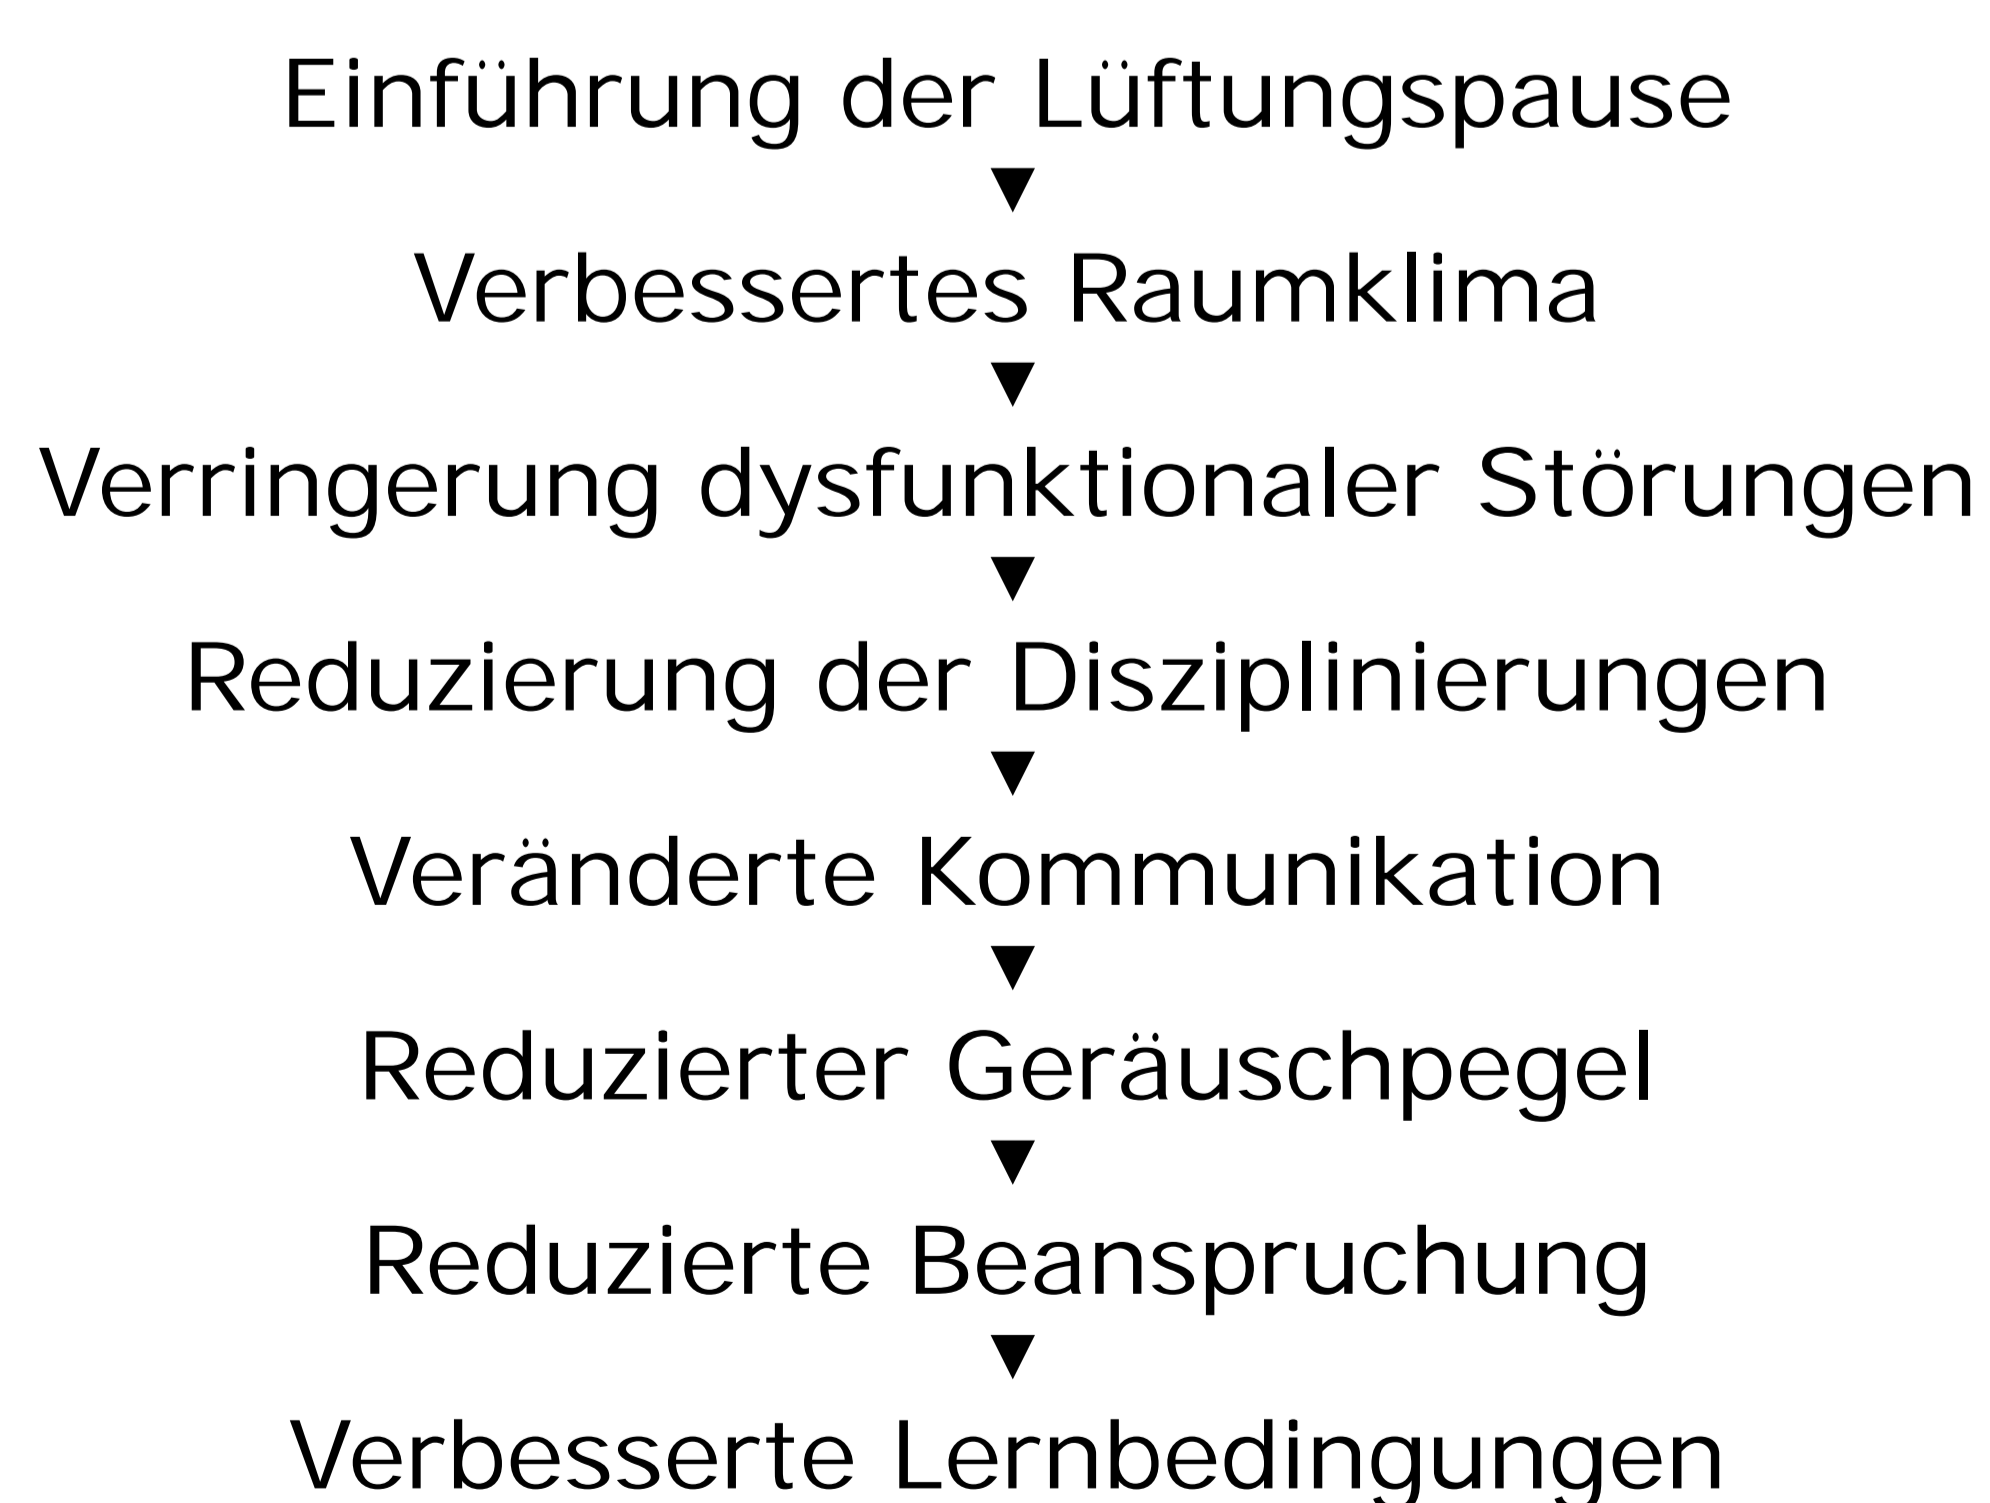 Einführung der Lüftungspause
▼
Verbessertes Raumklima
▼
Verringerung dysfunktionaler Störungen
▼
Reduzierung der Disziplinierungen
▼
Veränderte Kommunikation
▼
Reduzierter Geräuschpegel
▼
Reduzierte Beanspruchung
▼
Verbesserte Lernbedingungen